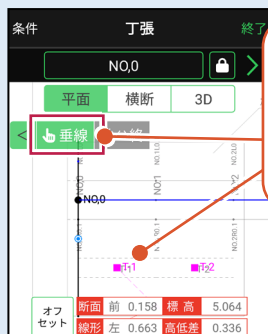 条件 丁張 終了
NO,0
平面 横断 3D
垂線
NO,0
T1 T-2
オフセット
断面 前 0.158 標高 5.064
線形 左 0.663 高低差 0.336